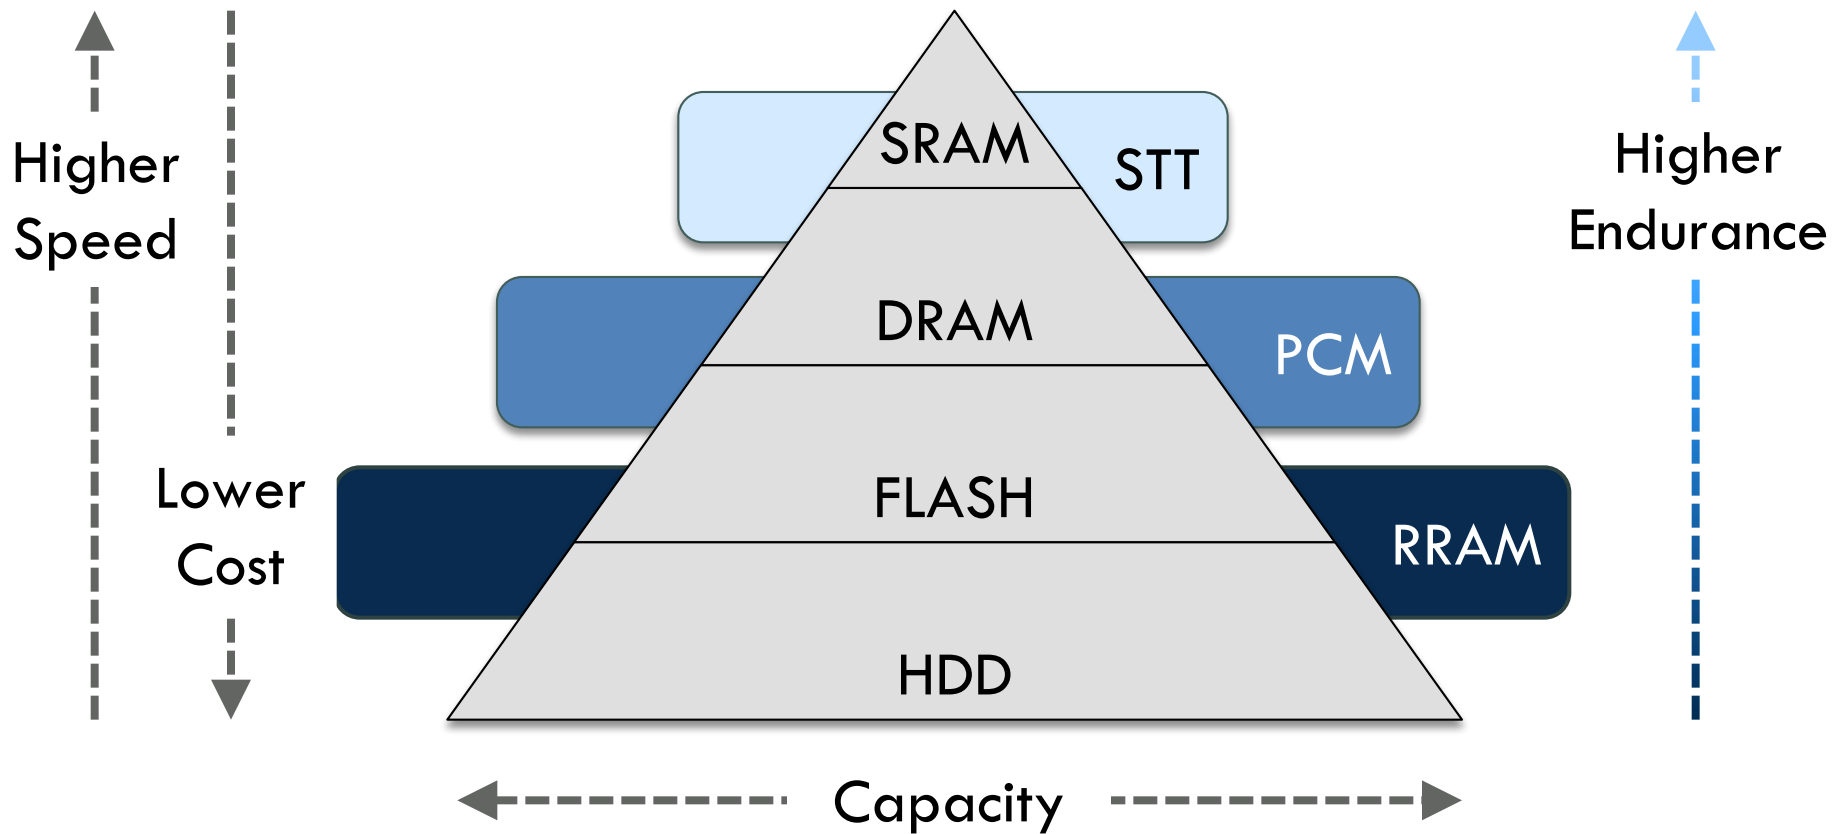 Higher
Speed
Lower
Cost
SRAM
STT
DRAM
PCM
FLASH
RRAM
HDD
Higher
Endurance
Capacity